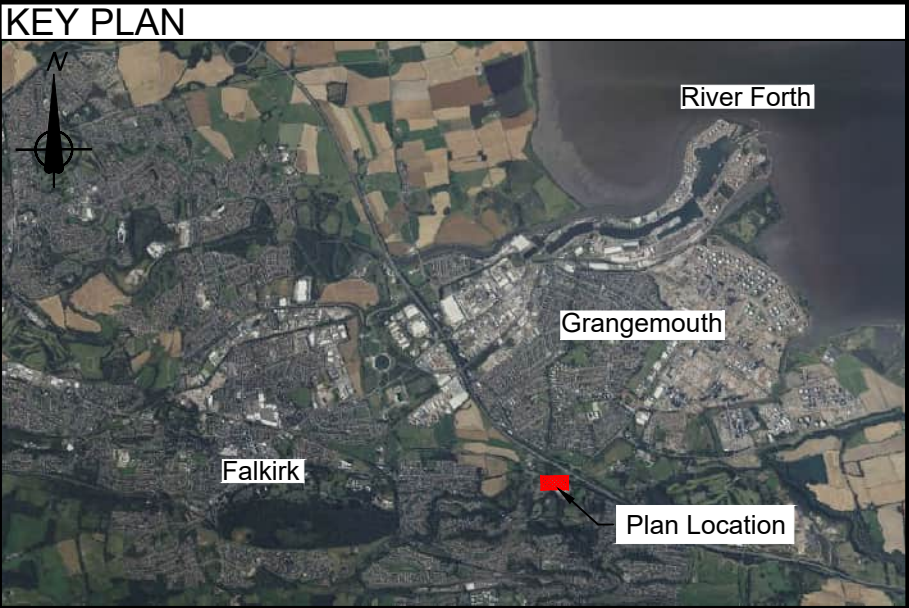 KEY PLAN
N
River Forth
Grangemouth
Falkirk
Plan Location